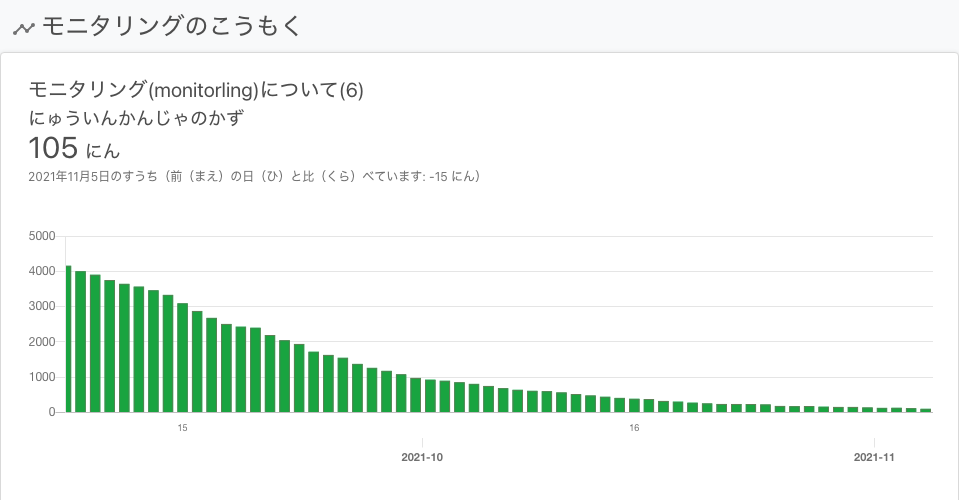 モニタリングのこうもく
モニタリング(monitorling)について(6)
にゅういんかんじゃのかず
105 にん
2021年11月5日のすうち（前（まえ）の日（ひ）と比（くら）べています: -15 にん）
5000
4000
3000
2000
1000
0
15
16
2021-10
2021-11